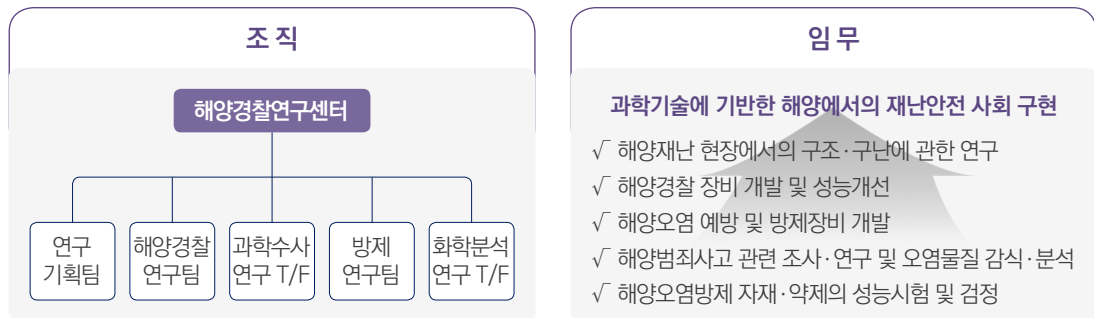 조 직
해양경찰연구센터
연구
기획팀
해양경찰
연구팀
과학수사
연구 T/F
방제
연구팀
화학분석
연구 T/F
임 무
과학기술에 기반한 해양에서의 재난안전 사회 구현
√ 해양재난 현장에서의 구조·구난에 관한 연구
√ 해양경찰 장비 개발 및 성능개선
√ 해양오염 예방 및 방제장비 개발
√ 해양범죄사고 관련 조사·연구 및 오염물질 감식·분석
√ 해양오염방제 자재·약제의 성능시험 및 검정